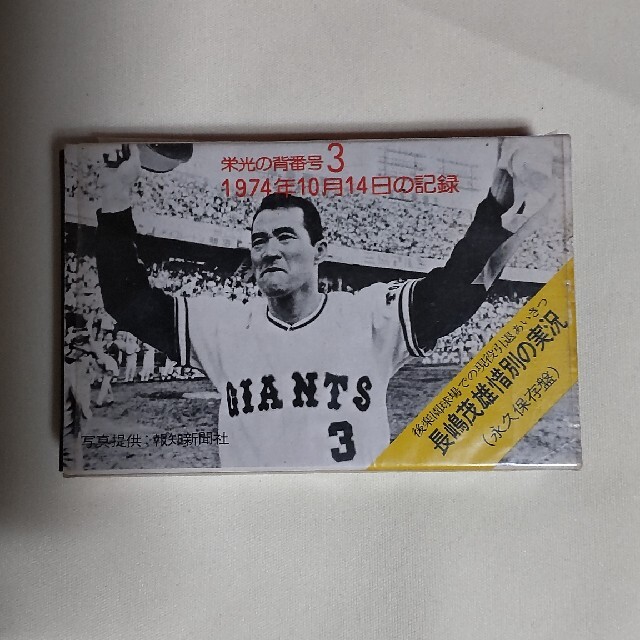 栄光の背番号3
1974年10月14日の記録
後楽園球場での現役引退あいさつ
長嶋茂雄惜別の実況
(永久保存盤)
GIANTS
3
写真提供：報知新聞社